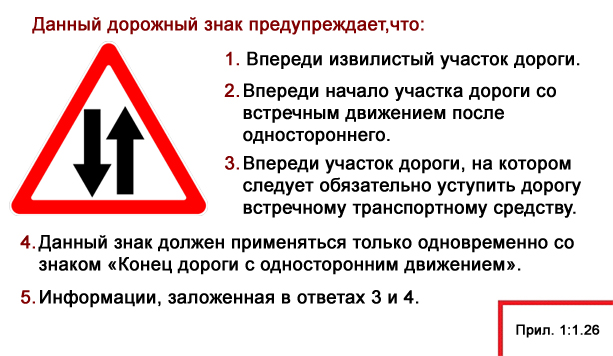 Данный дорожный знак предупреждает,что:
1. Впереди извилистый участок дороги.
2. Впереди начало участка дороги со
встречным движением после
одностороннего.
3. Впереди участок дороги, на котором
следует обязательно уступить дорогу
встречному транспортному средству.
4. Данный знак должен применяться только одновременно со
знаком «Конец дороги с односторонним движением».
5. Информации, заложенная в ответах 3 и 4.
Прил. 1:1.26